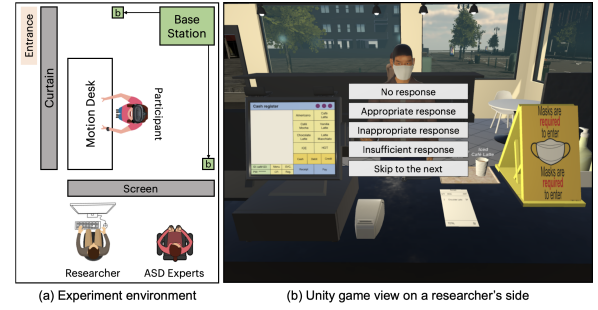 Entrance
Curtain
b
Base
Station
Motion Desk
Participant
b
Screen
Researcher
ASD Experts
(a) Experiment environment
Cash register
No response
Appropriate response
Inappropriate response
Insufficient response
Skip to the next
Masks are
required
to enter
Masks are
required
to enter
(b) Unity game view on a researcher's side